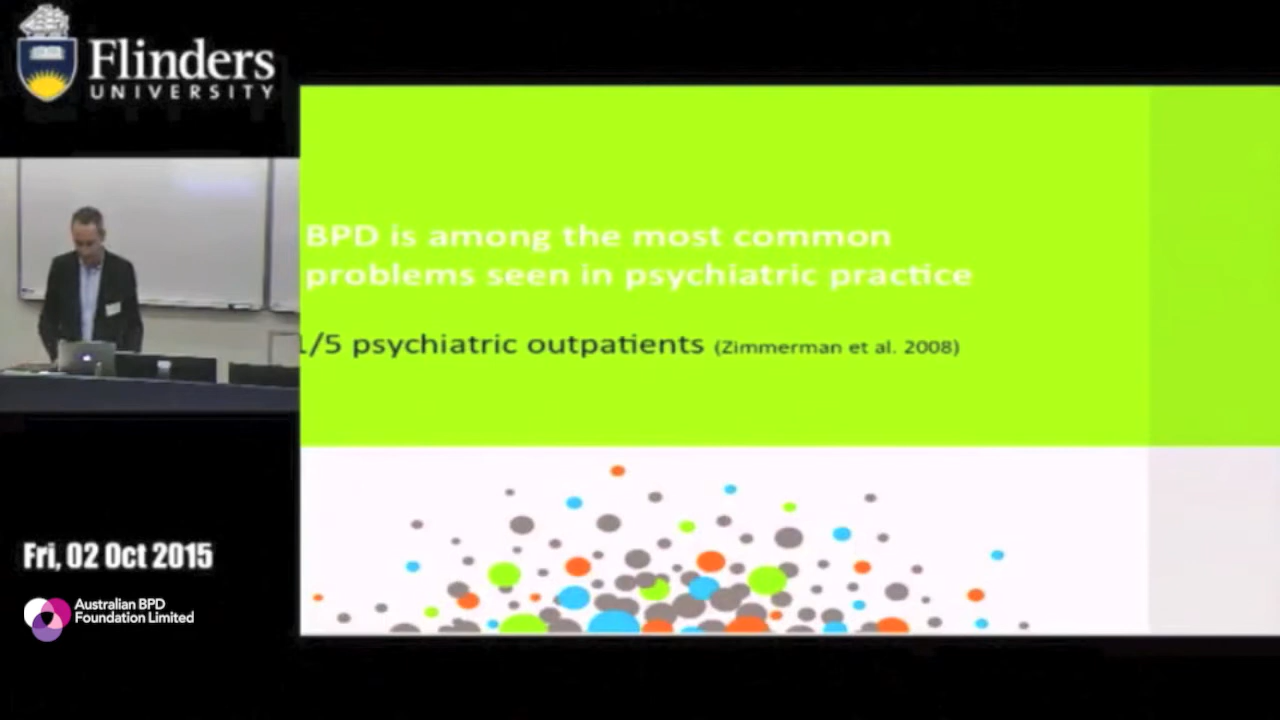 Flinders
UNIVERSITY
BPD is among the most common
problems seen in psychiatric practice
1/5 psychiatric outpatients (Zimmerman et al. 2008)
Fri, 02 Oct 2015
Australian BPD
Foundation Limited